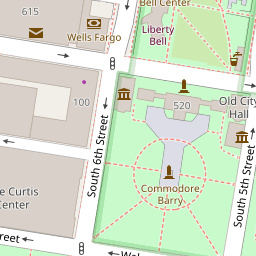 615
Wells Fargo
Bell Center
Liberty
Bell
100
520
Old City
Hall
South 6th Street
South 5th Street
Commodore
Barry
e Curtis
Center
Street
Wal